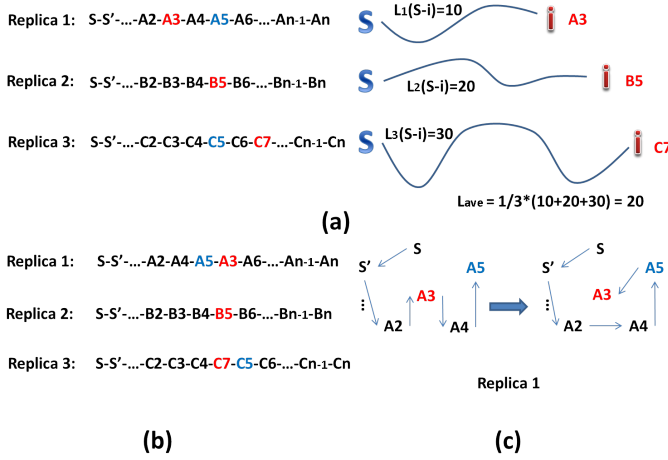 Replica 1: S-S'-...-A2-A3-A4-A5-A6-...-An-1-An
S L1(S-i)=10 i A3
Replica 2: S-S'-...-B2-B3-B4-B5-B6-...-Bn-1-Bn
S L2(S-i)=20 i B5
Replica 3: S-S'-...-C2-C3-C4-C5-C6-C7-...-Cn-1-Cn
S L3(S-i)=30 i C7
Lave = 1/3*(10+20+30) = 20
(a)
Replica 1: S-S'-...-A2-A4-A5-A3-A6-...-An-1-An
Replica 2: S-S'-...-B2-B3-B4-B5-B6-...-Bn-1-Bn
Replica 3: S-S'-...-C2-C3-C4-C7-C5-C6-...-Cn-1-Cn
(b)
S S
S' A5 S' A5
... A3 ... A3
A2 A4 A2 A4
Replica 1
(c)